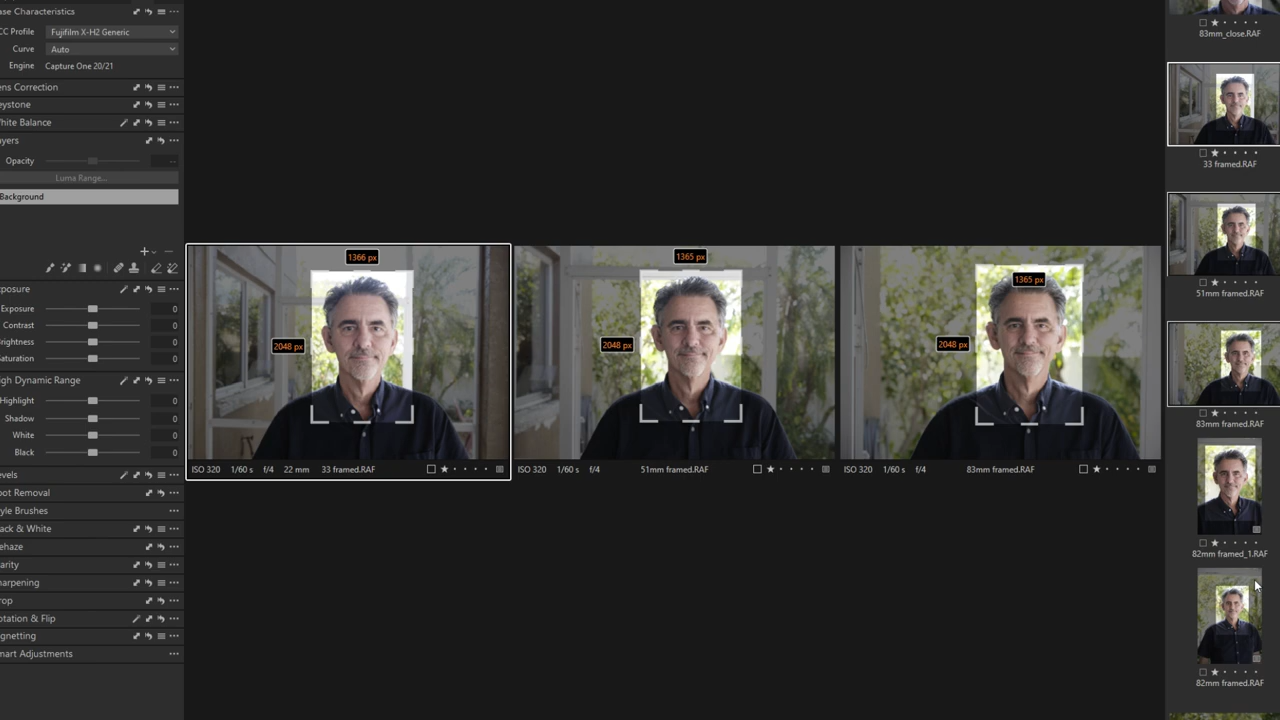 ase Characteristics
CC Profile Fujifilm X-H2 Generic
Curve Auto
Engine Capture One 20/21
ens Correction
eystone
hite Balance
ayers
Opacity --
Luma Range...
Background
xposure
Exposure 0
Contrast 0
rightness 0
aturation 0
igh Dynamic Range
Highlight 0
Shadow 0
White 0
Black 0
evels
pot Removal
yle Brushes
ack & White
ehaze
arity
harpening
rop
otation & Flip
gnetting
mart Adjustments
1366 px
2048 px
ISO 320 1/60 s f/4 22 mm 33 framed.RAF
1365 px
2048 px
ISO 320 1/60 s f/4 51mm framed.RAF
1365 px
2048 px
ISO 320 1/60 s f/4 83mm framed.RAF
83mm_close.RAF
33 framed.RAF
51mm framed.RAF
83mm framed.RAF
82mm framed_1.RAF
82mm framed.RAF